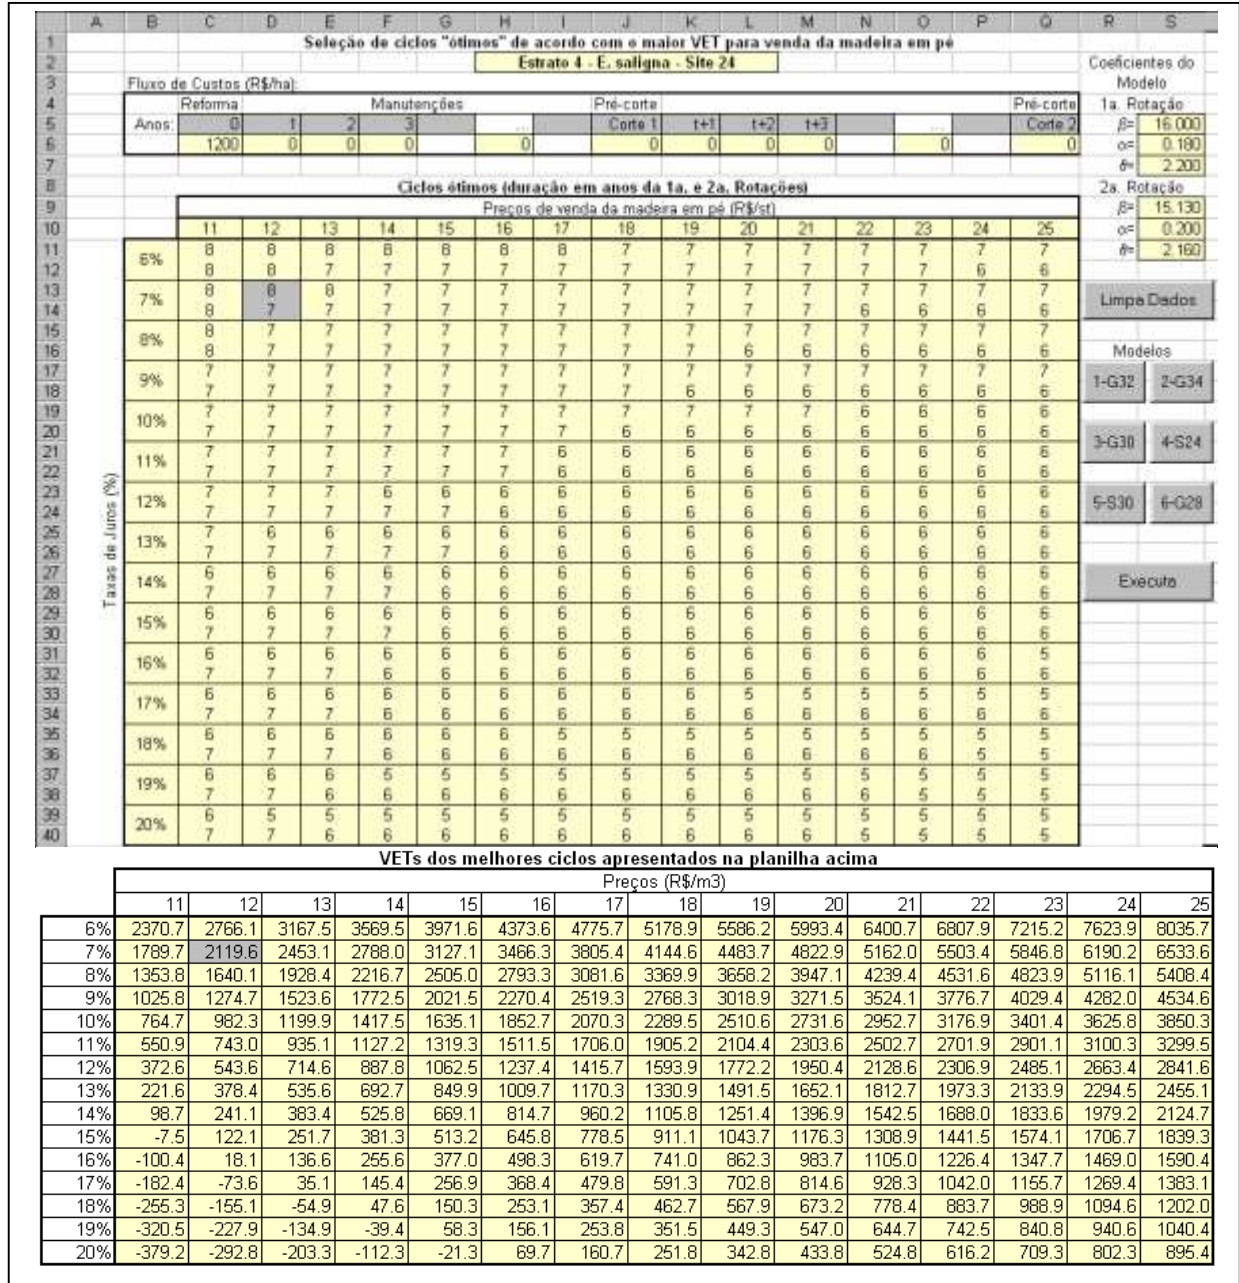 A B C D E F G H I J K L M N O P Q R S
1 Seleção de ciclos "ótimos" de acordo com o maior VET para venda da madeira em pé
2 Estrato 4 - E. saligna - Site 24 Coeficientes do
3 Fluxo de Custos (R$/ha): Modelo
4 Reforma Manutenções Pré-corte Pré-corte 1a. Rotação
5 Anos: 0 1 2 3 ... Corte 1 t+1 t+2 t+3 ... Corte 2 β= 16.000
6 1200 0 0 0 0 0 0 0 0 0 0 α= 0.180
7 θ= 2.200
8 Ciclos ótimos (duração em anos da 1a. e 2a. Rotações) 2a. Rotação
9 Preços de venda da madeira em pé (R$/st) β= 15.130
10 11 12 13 14 15 16 17 18 19 20 21 22 23 24 25 α= 0.200
11 6% 8 8 8 8 8 8 8 7 7 7 7 7 7 7 7 θ= 2.160
12 8 8 7 7 7 7 7 7 7 7 7 7 7 6 6
13 7% 8 8 8 7 7 7 7 7 7 7 7 7 7 7 7 Limpa Dados
14 8 7 7 7 7 7 7 7 7 7 7 6 6 6 6
15 8% 8 7 7 7 7 7 7 7 7 7 7 7 7 7 7
16 8 7 7 7 7 7 7 7 7 6 6 6 6 6 6 Modelos
17 9% 7 7 7 7 7 7 7 7 7 7 7 7 7 7 7 1-G32 2-G34
18 7 7 7 7 7 7 7 7 6 6 6 6 6 6 6
19 10% 7 7 7 7 7 7 7 7 7 7 7 6 6 6 6
20 7 7 7 7 7 7 7 6 6 6 6 6 6 6 6 3-G30 4-S24
21 11% 7 7 7 7 7 7 6 6 6 6 6 6 6 6 6
22 7 7 7 7 7 7 6 6 6 6 6 6 6 6 6
23 12% 7 7 7 6 6 6 6 6 6 6 6 6 6 6 6 5-S30 6-G28
24 7 7 7 7 7 6 6 6 6 6 6 6 6 6 6
25 13% 7 6 6 6 6 6 6 6 6 6 6 6 6 6 6
26 7 7 7 7 7 6 6 6 6 6 6 6 6 6 6
27 14% 6 6 6 6 6 6 6 6 6 6 6 6 6 6 6 Executa
28 7 7 7 7 6 6 6 6 6 6 6 6 6 6 6
29 15% 6 6 6 6 6 6 6 6 6 6 6 6 6 6 6
30 7 7 7 7 6 6 6 6 6 6 6 6 6 6 6
31 16% 6 6 6 6 6 6 6 6 6 6 6 6 6 6 5
32 7 7 7 6 6 6 6 6 6 6 6 6 6 6 6
33 17% 6 6 6 6 6 6 6 6 6 5 5 5 5 5 5
34 7 7 7 6 6 6 6 6 6 6 6 6 6 6 6
35 18% 6 6 6 6 6 6 5 5 5 5 5 5 5 5 5
36 7 7 7 6 6 6 6 6 6 6 6 6 6 5 5
37 19% 6 6 6 5 5 5 5 5 5 5 5 5 5 5 5
38 7 7 6 6 6 6 6 6 6 6 6 6 5 5 5
39 20% 6 5 5 5 5 5 5 5 5 5 5 5 5 5 5
40 7 7 6 6 6 6 6 6 6 6 6 5 5 5 5
Taxas de Juros (%)
VETs dos melhores ciclos apresentados na planilha acima
Preços (R$/m3)
11 12 13 14 15 16 17 18 19 20 21 22 23 24 25
6% 2370.7 2766.1 3167.5 3569.5 3971.6 4373.6 4775.7 5178.9 5586.2 5993.4 6400.7 6807.9 7215.2 7623.9 8035.7
7% 1789.7 2119.6 2453.1 2788.0 3127.1 3466.3 3805.4 4144.6 4483.7 4822.9 5162.0 5503.4 5846.8 6190.2 6533.6
8% 1353.8 1640.1 1928.4 2216.7 2505.0 2793.3 3081.6 3369.9 3658.2 3947.1 4239.4 4531.6 4823.9 5116.1 5408.4
9% 1025.8 1274.7 1523.6 1772.5 2021.5 2270.4 2519.3 2768.3 3018.9 3271.5 3524.1 3776.7 4029.4 4282.0 4534.6
10% 764.7 982.3 1199.9 1417.5 1635.1 1852.7 2070.3 2289.5 2510.6 2731.6 2952.7 3176.9 3401.4 3625.8 3850.3
11% 550.9 743.0 935.1 1127.2 1319.3 1511.5 1706.0 1905.2 2104.4 2303.6 2502.7 2701.9 2901.1 3100.3 3299.5
12% 372.6 543.6 714.6 887.8 1062.5 1237.4 1415.7 1593.9 1772.2 1950.4 2128.6 2306.9 2485.1 2663.4 2841.6
13% 221.6 378.4 535.6 692.7 849.9 1009.7 1170.3 1330.9 1491.5 1652.1 1812.7 1973.3 2133.9 2294.5 2455.1
14% 98.7 241.1 383.4 525.8 669.1 814.7 960.2 1105.8 1251.4 1396.9 1542.5 1688.0 1833.6 1979.2 2124.7
15% -7.5 122.1 251.7 381.3 513.2 645.8 778.5 911.1 1043.7 1176.3 1308.9 1441.5 1574.1 1706.7 1839.3
16% -100.4 18.1 136.6 255.6 377.0 498.3 619.7 741.0 862.3 983.7 1105.0 1226.4 1347.7 1469.0 1590.4
17% -182.4 -73.6 35.1 145.4 256.9 368.4 479.8 591.3 702.8 814.6 928.3 1042.0 1155.7 1269.4 1383.1
18% -255.3 -155.1 -54.9 47.6 150.3 253.1 357.4 462.7 567.9 673.2 778.4 883.7 988.9 1094.6 1202.0
19% -320.5 -227.9 -134.9 -39.4 58.3 156.1 253.8 351.5 449.3 547.0 644.7 742.5 840.8 940.6 1040.4
20% -379.2 -292.8 -203.3 -112.3 -21.3 69.7 160.7 251.8 342.8 433.8 524.8 616.2 709.3 802.3 895.4